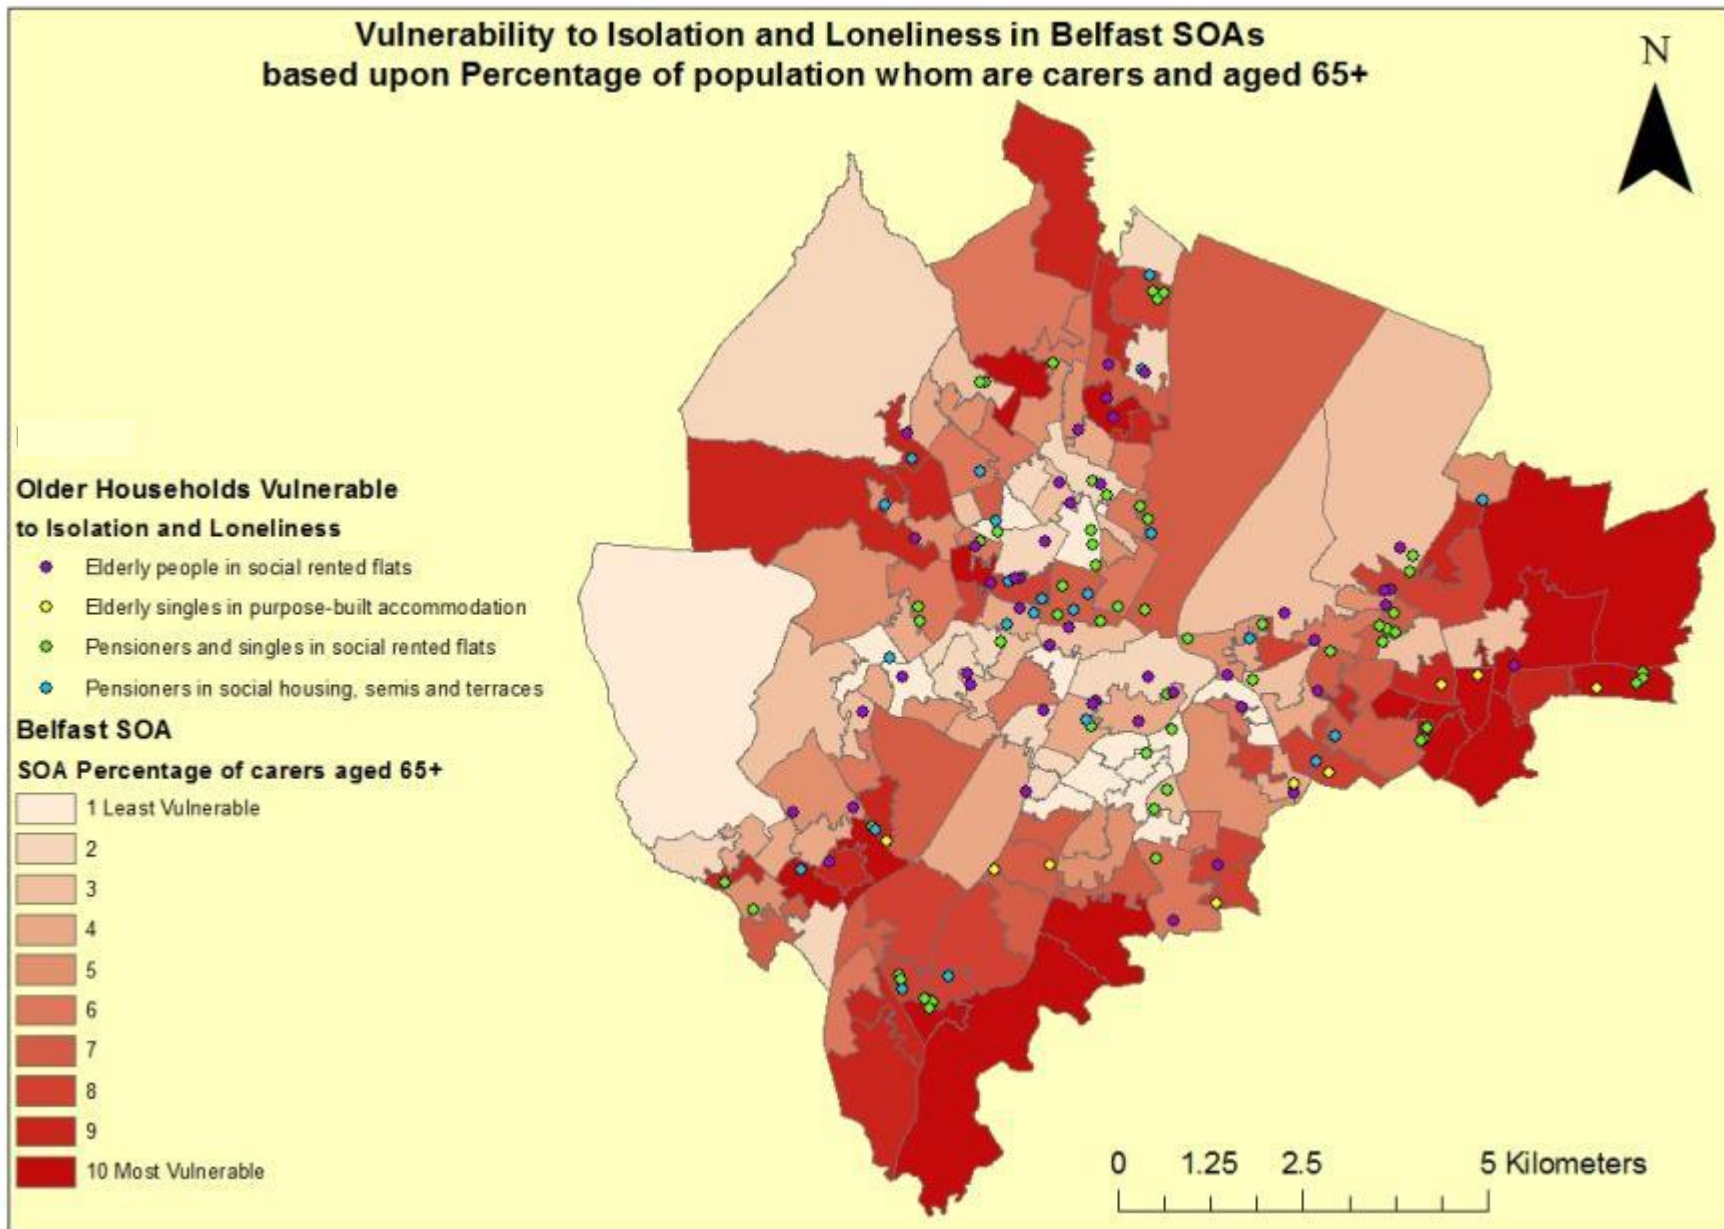 Vulnerability to Isolation and Loneliness in Belfast SOAs
based upon Percentage of population whom are carers and aged 65+
N
Older Households Vulnerable
to Isolation and Loneliness
Elderly people in social rented flats
Elderly singles in purpose-built accommodation
Pensioners and singles in social rented flats
Pensioners in social housing, semis and terraces
Belfast SOA
SOA Percentage of carers aged 65+
1 Least Vulnerable
2
3
4
5
6
7
8
9
10 Most Vulnerable
0 1.25 2.5 5 Kilometers